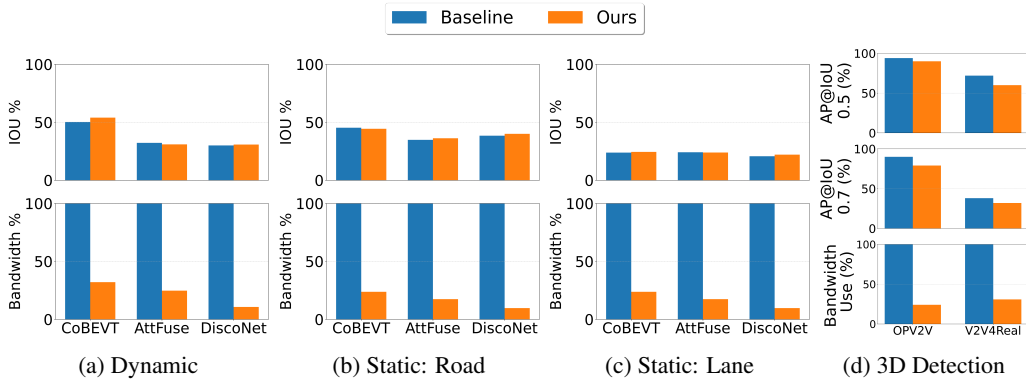 Baseline
Ours
100
50
0
IOU %
100
50
0
Bandwidth %
CoBEVT
AttFuse
DiscoNet
(a) Dynamic
100
50
0
IOU %
100
50
0
Bandwidth %
CoBEVT
AttFuse
DiscoNet
(b) Static: Road
100
50
0
IOU %
100
50
0
Bandwidth %
CoBEVT
AttFuse
DiscoNet
(c) Static: Lane
100
50
0
AP@IoU
0.5 (%)
50
0
AP@IoU
0.7 (%)
100
50
0
Bandwidth
Use (%)
OPV2V
V2V4Real
(d) 3D Detection